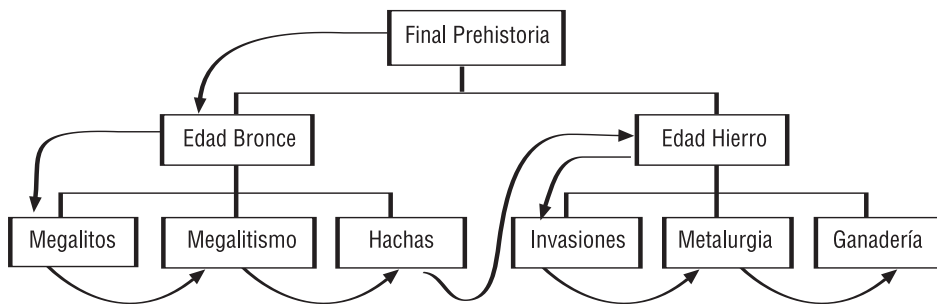 Final Prehistoria
Edad Bronce
Edad Hierro
Megalitos
Megalitismo
Hachas
Invasiones
Metalurgia
Ganadería